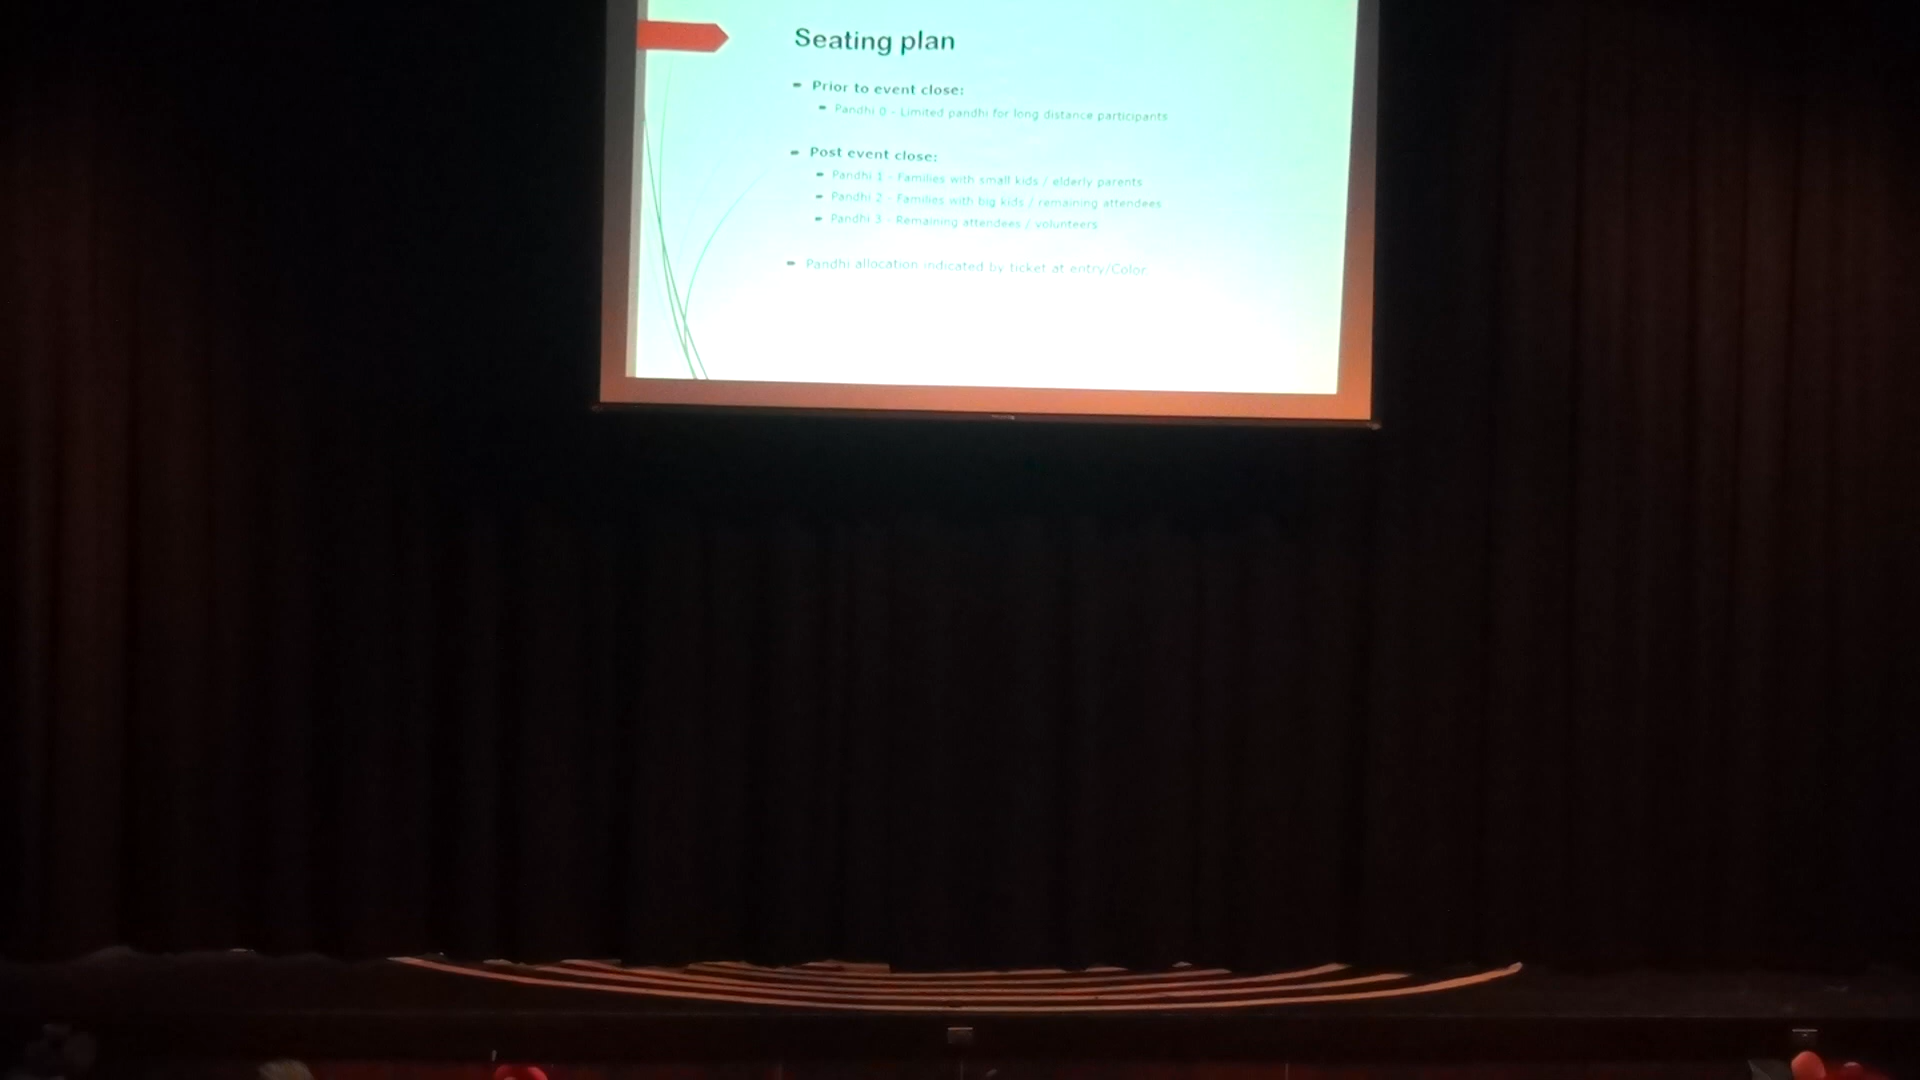 Seating plan
Prior to event close:
Pandhi 0 - Limited pandhi for long distance participants
Post event close:
Pandhi 1 - Families with small kids / elderly parents
Pandhi 2 - Families with big kids / remaining attendees
Pandhi 3 - Remaining attendees / volunteers
Pandhi allocation indicated by ticket at entry/Color